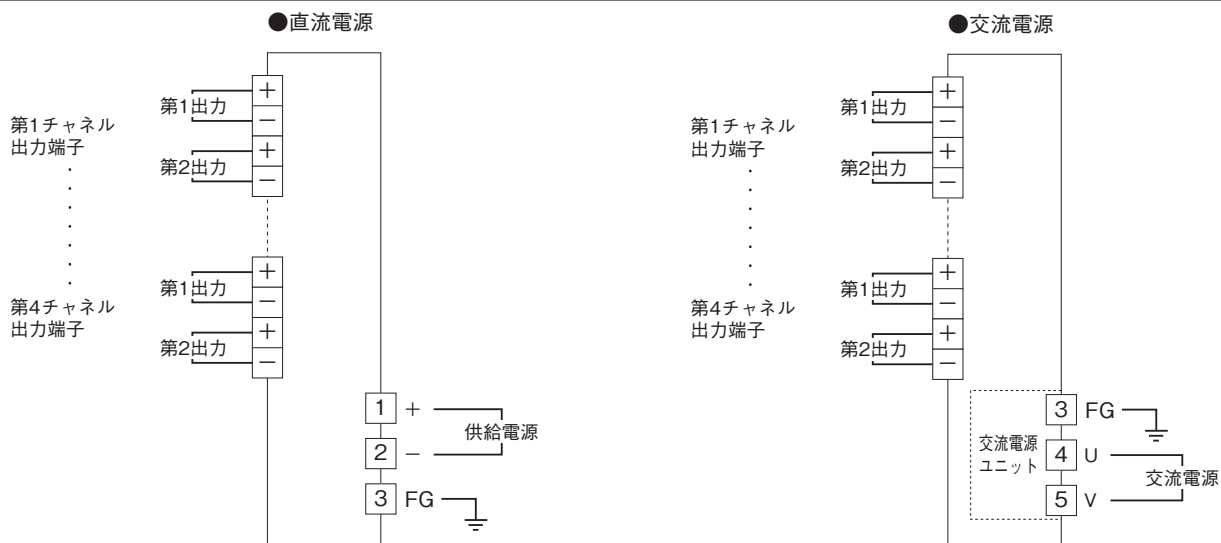 ●直流電源
第1チャネル
出力端子
第1出力
+
−
第2出力
+
−
第4チャネル
出力端子
第1出力
+
−
第2出力
+
−
1 +
2 −
供給電源
3 FG
●交流電源
第1チャネル
出力端子
第1出力
+
−
第2出力
+
−
第4チャネル
出力端子
第1出力
+
−
第2出力
+
−
交流電源
ユニット
3 FG
4 U
5 V
交流電源